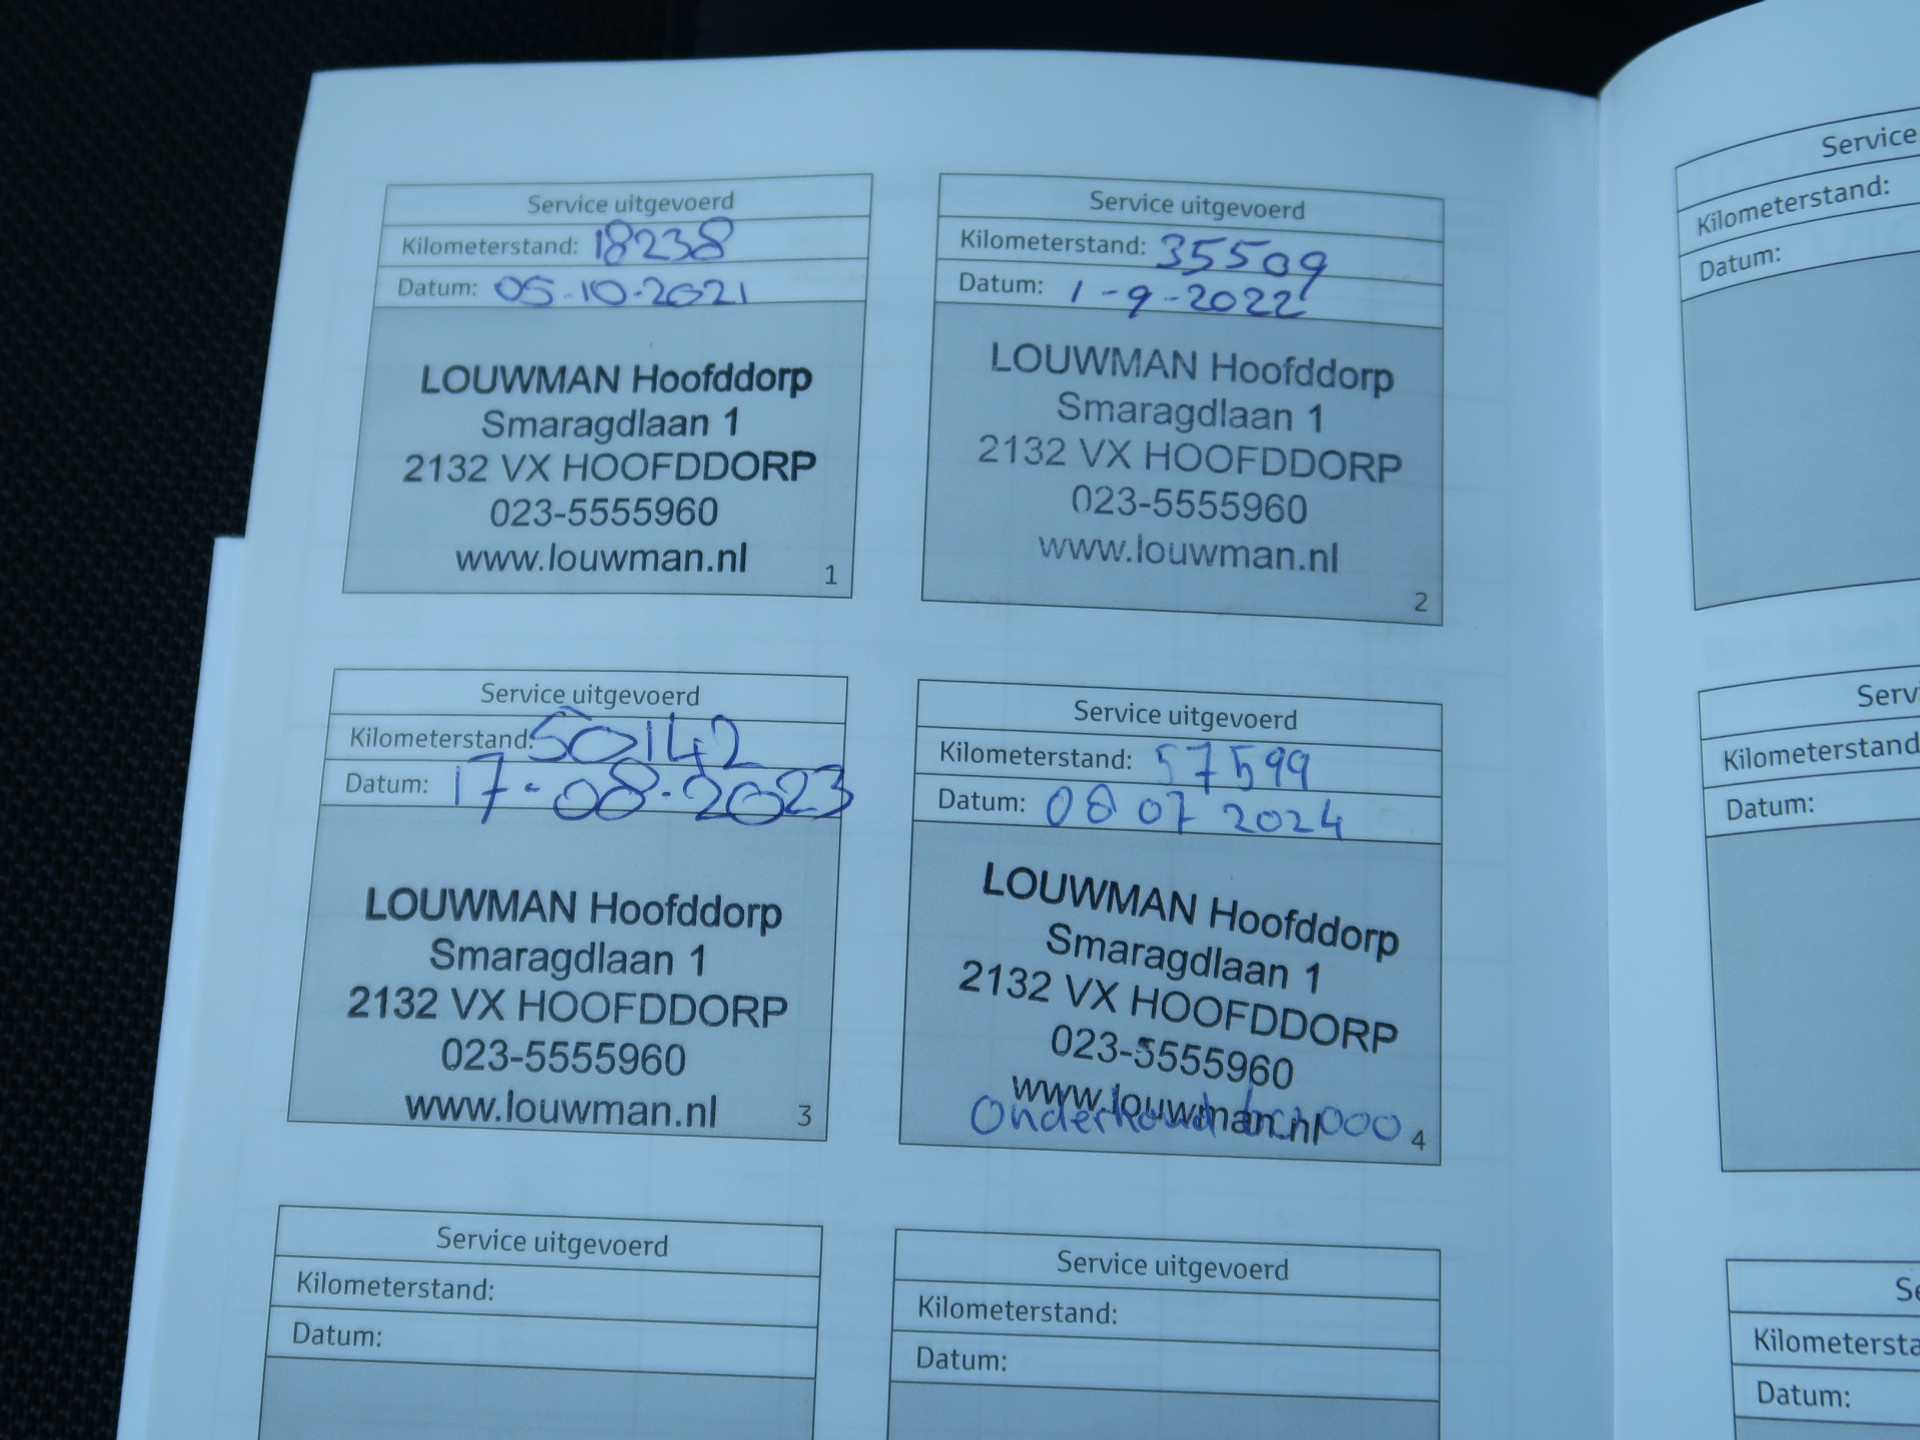 Service uitgevoerd
Kilometerstand: 18238
Datum: 05-10-2021
LOUWMAN Hoofddorp
Smaragdlaan 1
2132 VX HOOFDDORP
023-5555960
www.louwman.nl
1
Service uitgevoerd
Kilometerstand: 35509
Datum: 1-9-2022
LOUWMAN Hoofddorp
Smaragdlaan 1
2132 VX HOOFDDORP
023-5555960
www.louwman.nl
2
Service uitgevoerd
Kilometerstand: 50142
Datum: 17-08-2023
LOUWMAN Hoofddorp
Smaragdlaan 1
2132 VX HOOFDDORP
023-5555960
www.louwman.nl
3
Service uitgevoerd
Kilometerstand: 57599
Datum: 08 07 2024
LOUWMAN Hoofddorp
Smaragdlaan 1
2132 VX HOOFDDORP
023-5555960
www.louwman.nl
Onderhoud
4
Service uitgevoerd
Kilometerstand:
Datum:
Service uitgevoerd
Kilometerstand:
Datum:
Service
Kilometerstand:
Datum:
Kilometerstand
Datum:
Datum: